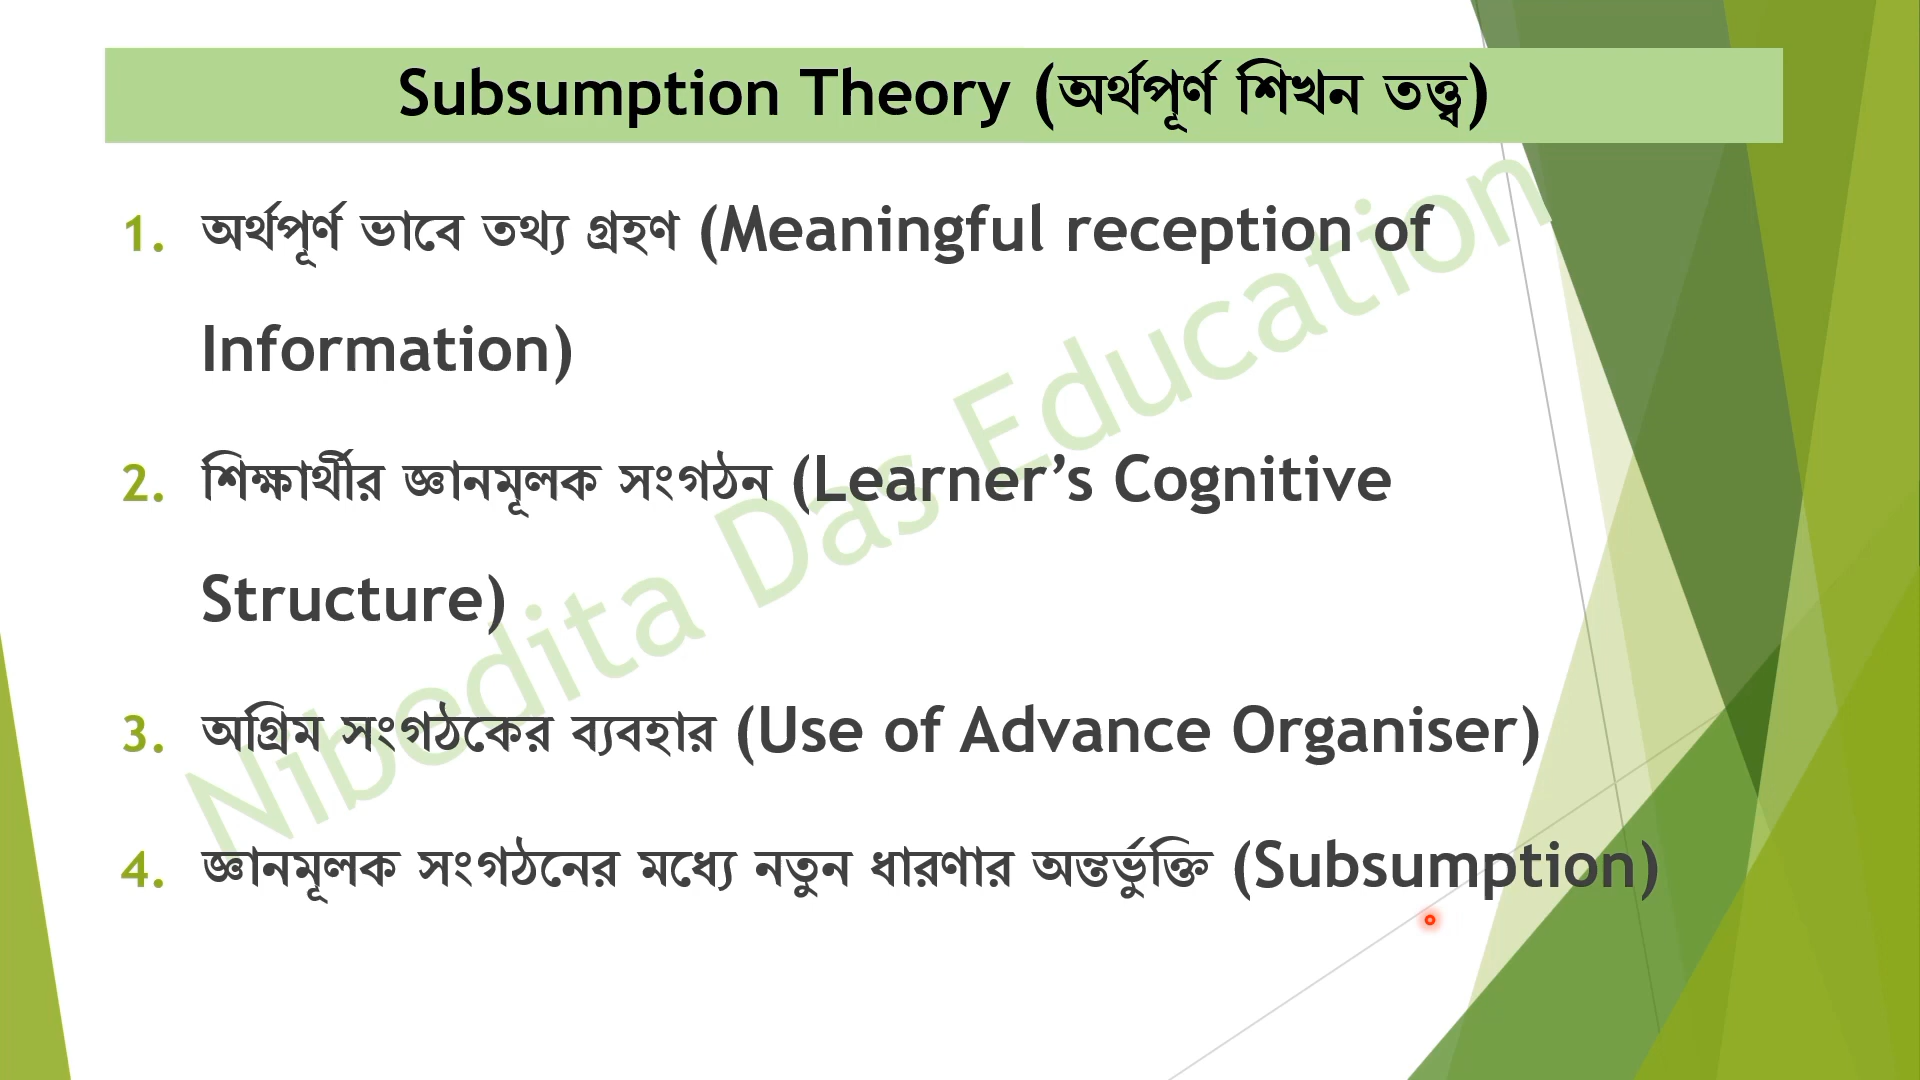 Subsumption Theory (অর্থপূর্ণ শিখন তত্ত্ব)
1. অর্থপূর্ণ ভাবে তথ্য গ্রহণ (Meaningful reception of
Information)
2. শিক্ষার্থীর জ্ঞানমূলক সংগঠন (Learner’s Cognitive
Structure)
3. অগ্রিম সংগঠকের ব্যবহার (Use of Advance Organiser)
4. জ্ঞানমূলক সংগঠনের মধ্যে নতুন ধারণার অন্তর্ভুক্তি (Subsumption)
Nibedita Das Education